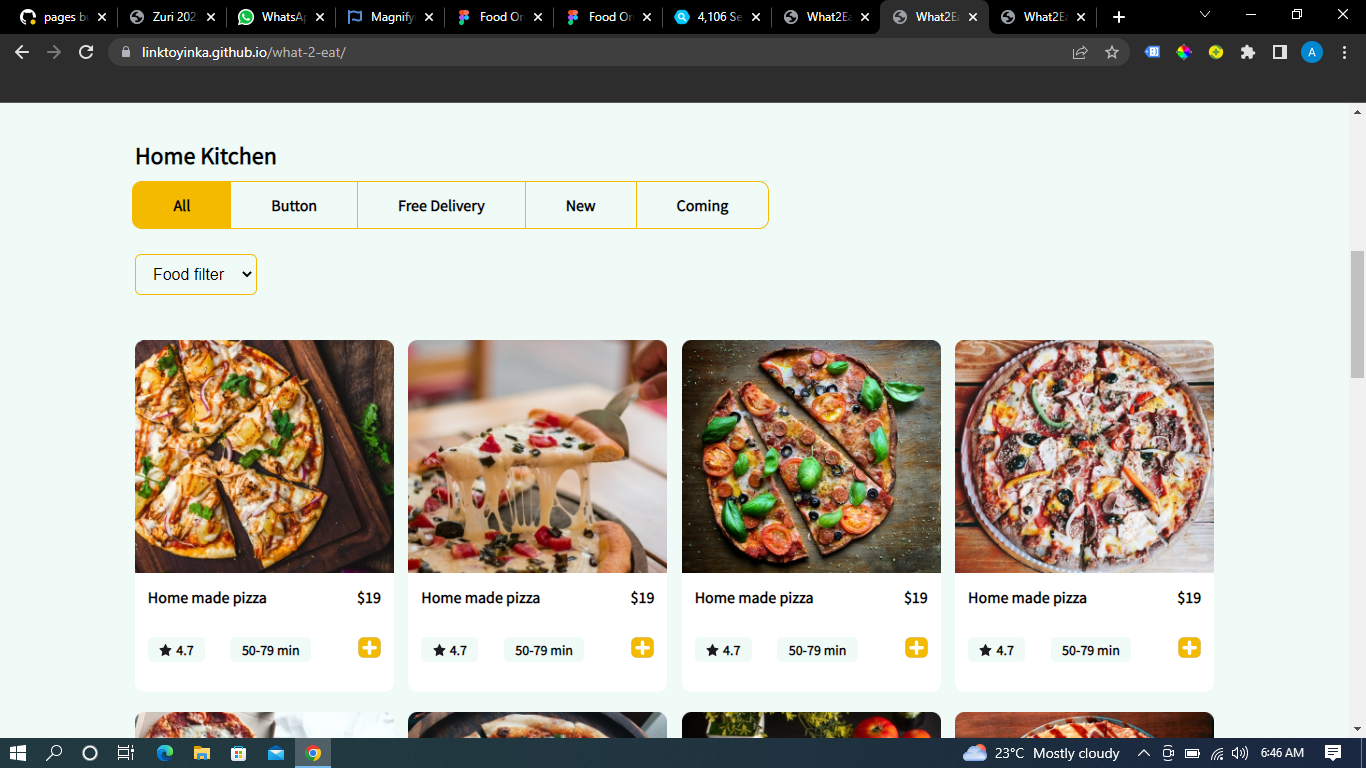 pages bu
Zuri 202
WhatsAp
Magnify
Food Or
Food Or
4,106 Se
What2Ea
What2Ea
What2Ea
linktoyinka.github.io/what-2-eat/
A
Home Kitchen
All Button Free Delivery New Coming
Food filter
Home made pizza $19
4.7 50-79 min
Home made pizza $19
4.7 50-79 min
Home made pizza $19
4.7 50-79 min
Home made pizza $19
4.7 50-79 min
23°C Mostly cloudy 6:46 AM